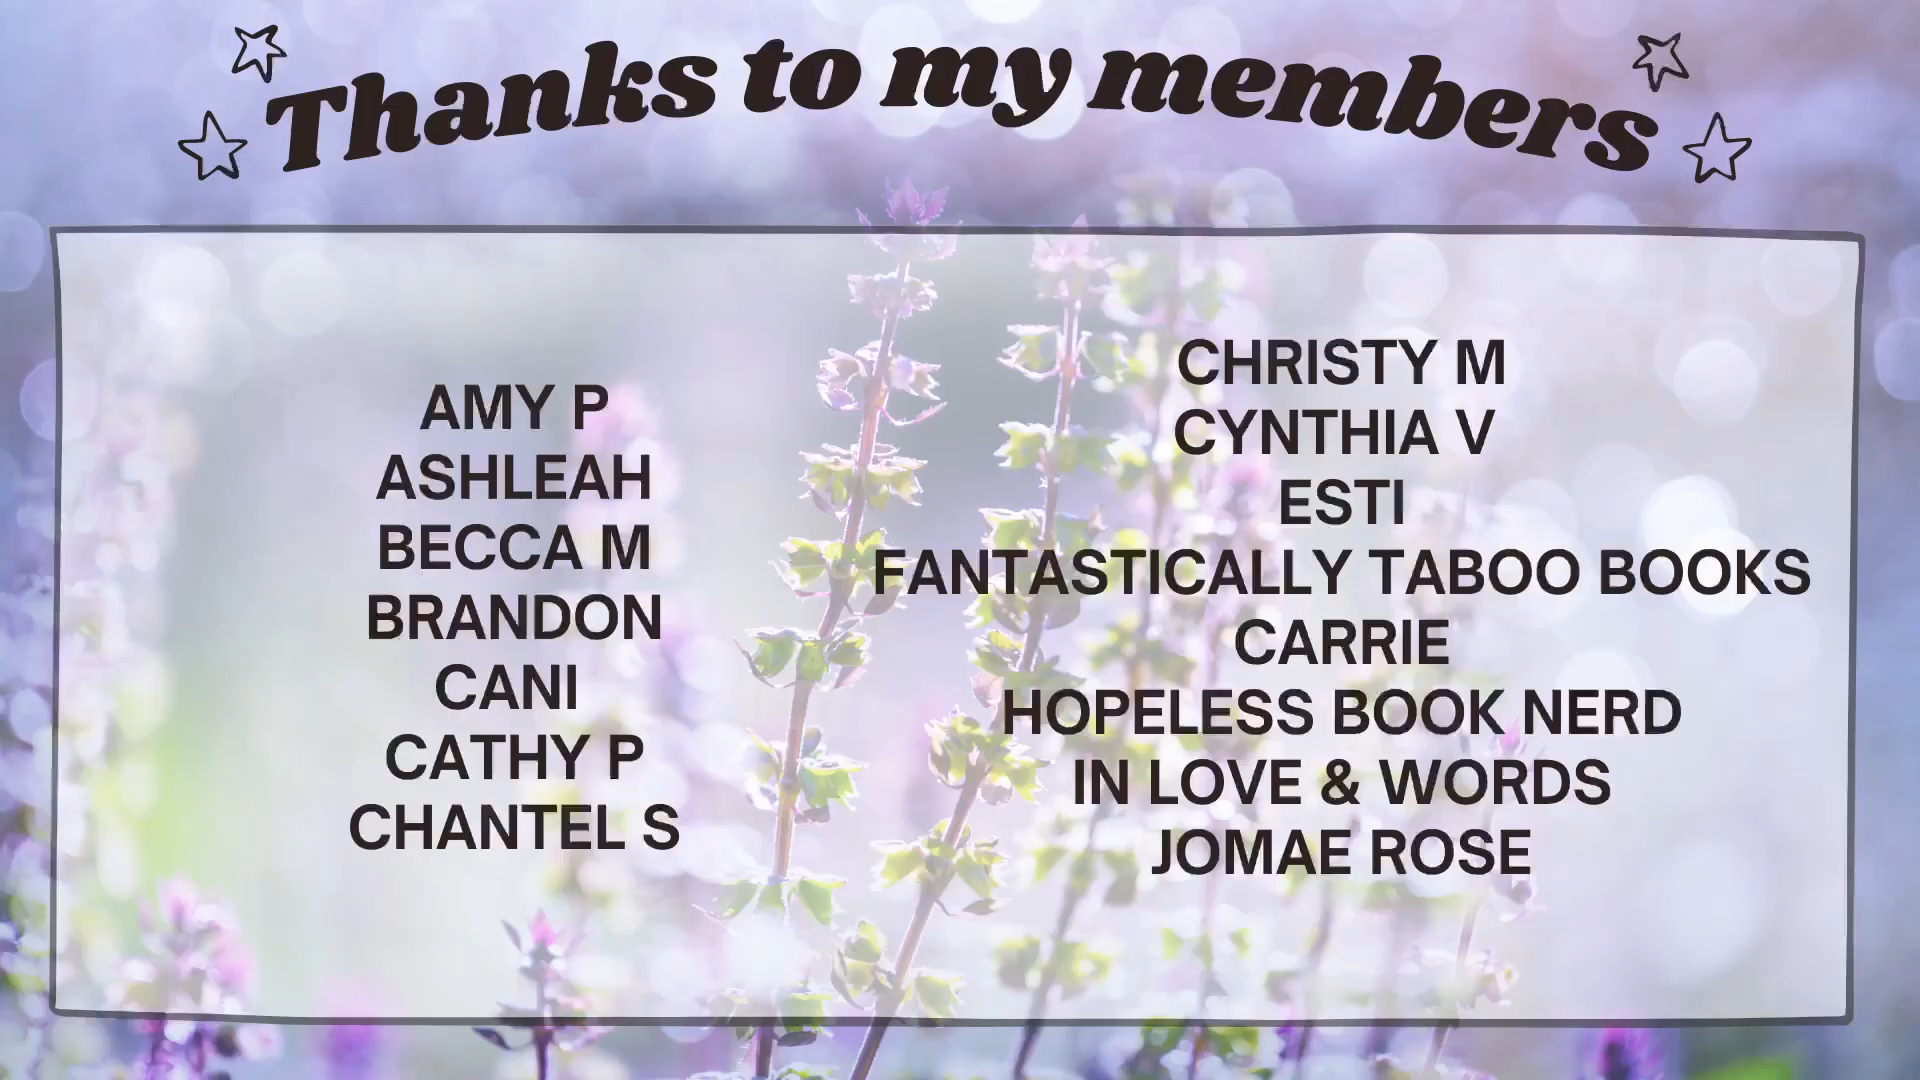 Thanks to my members
AMY P
ASHLEAH
BECCA M
BRANDON
CANI
CATHY P
CHANTEL S
CHRISTY M
CYNTHIA V
ESTI
FANTASTICALLY TABOO BOOKS
CARRIE
HOPELESS BOOK NERD
IN LOVE & WORDS
JOMAE ROSE